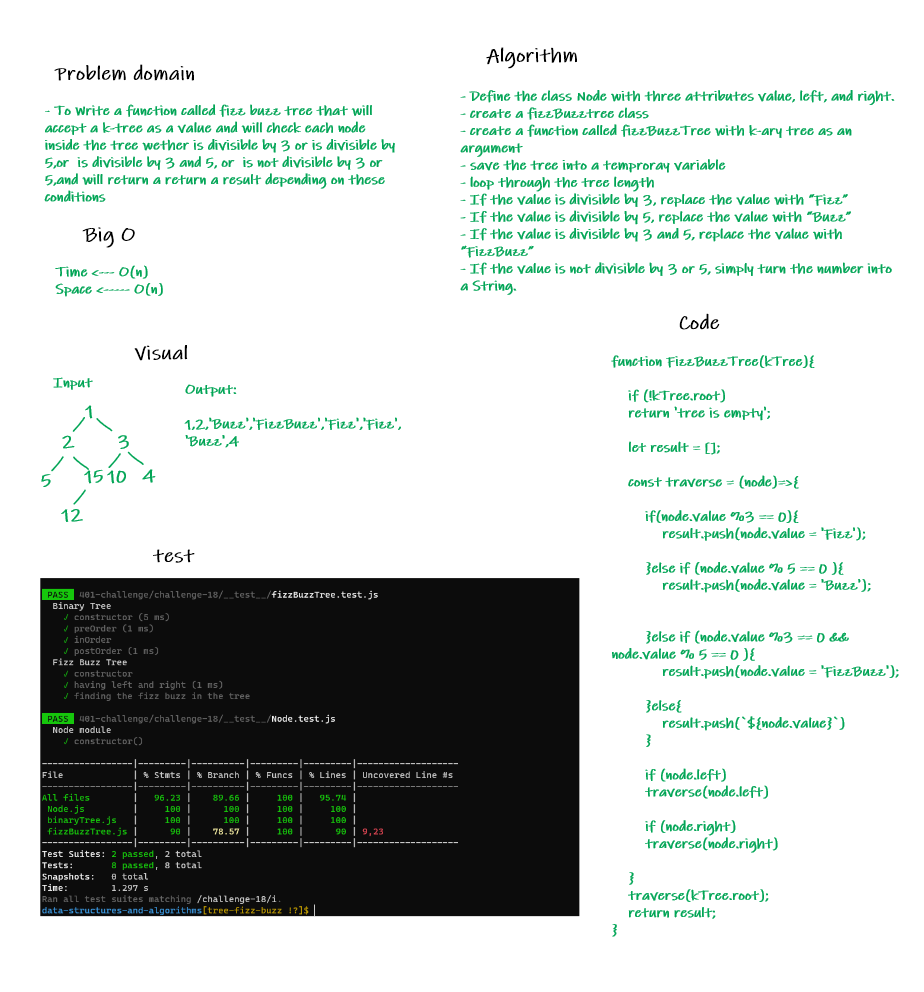 Problem domain
- To Write a function called fizz buzz tree that will
accept a k-tree as a value and will check each node
inside the tree wether is divisible by 3 or is divisible by
5,or  is divisible by 3 and 5, or  is not divisible by 3 or
5,and will return a return a result depending on these
conditions
Big O
Time <--- O(n)
Space <----- O(n)
Visual
Input
1
2 3
5 15 10 4
12
Output:
1,2,'Buzz','FizzBuzz','Fizz','Fizz',
'Buzz',4
test
PASS 401-challenge/challenge-18/__test__/fizzBuzzTree.test.js
Binary Tree
✓ constructor (5 ms)
✓ preOrder (1 ms)
✓ inOrder
✓ postOrder (1 ms)
Fizz Buzz Tree
✓ constructor
✓ having left and right (1 ms)
✓ finding the fizz buzz in the tree
PASS 401-challenge/challenge-18/__test__/Node.test.js
Node module
✓ constructor()
-----------------|---------|----------|---------|---------|-------------------
File | % Stmts | % Branch | % Funcs | % Lines | Uncovered Line #s
-----------------|---------|----------|---------|---------|-------------------
All files | 96.23 | 89.66 | 100 | 95.74 |
Node.js | 100 | 100 | 100 | 100 |
binaryTree.js | 100 | 100 | 100 | 100 |
fizzBuzzTree.js | 90 | 78.57 | 100 | 90 | 9,23
-----------------|---------|----------|---------|---------|-------------------
Test Suites: 2 passed, 2 total
Tests: 8 passed, 8 total
Snapshots: 0 total
Time: 1.297 s
Ran all test suites matching /challenge-18/i.
data-structures-and-algorithms[tree-fizz-buzz !?]$
Algorithm
- Define the class Node with three attributes value, left, and right.
- create a fizzBuzztree class
- create a function called fizzBuzzTree with k-ary tree as an
argument
- save the tree into a temproray variable
- loop through the tree length
- If the value is divisible by 3, replace the value with "Fizz"
- If the value is divisible by 5, replace the value with "Buzz"
- If the value is divisible by 3 and 5, replace the value with
"FizzBuzz"
- If the value is not divisible by 3 or 5, simply turn the number into
a String.
Code
function FizzBuzzTree(kTree){
if (!kTree.root)
return 'tree is empty';
let result = [];
const traverse = (node)=>{
if(node.value %3 == 0){
result.push(node.value = 'Fizz');
}else if (node.value % 5 == 0 ){
result.push(node.value = 'Buzz');
}else if (node.value %3 == 0 &&
node.value % 5 == 0 ){
result.push(node.value = 'FizzBuzz');
}else{
result.push(`${node.value}`)
}
if (node.left)
traverse(node.left)
if (node.right)
traverse(node.right)
}
traverse(kTree.root);
return result;
}